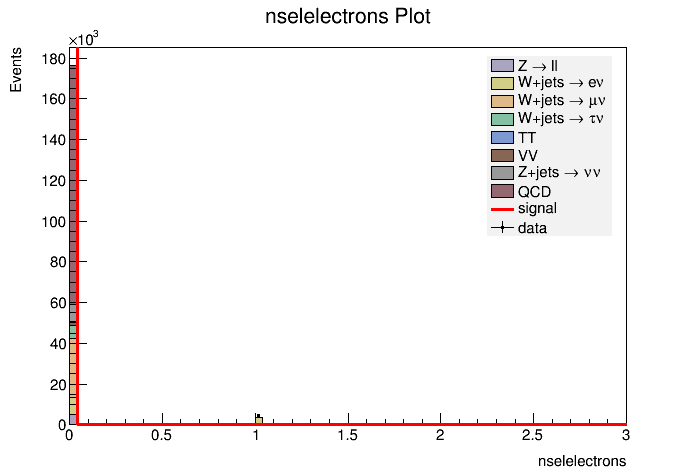 nselelectrons Plot
×10³
Events
180
160
140
120
100
80
60
40
20
0
Z → ll
W+jets → eν
W+jets → μν
W+jets → τν
TT
VV
Z+jets → νν
QCD
signal
data
0 0.5 1 1.5 2 2.5 3
nselelectrons